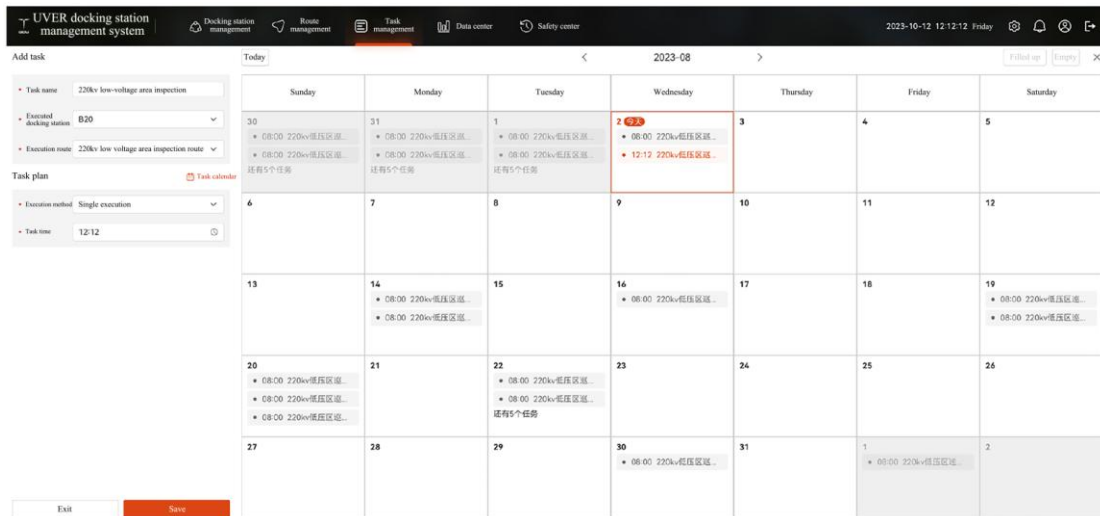 UVER docking station
management system
Docking station
management
Route
management
Task
management
Data center
Safety center
2023-10-12 12:12:12 Friday
Add task
Today
2023-08
Filled up
Empty
• Task name
220kv low-voltage area inspection
• Executed
docking station
B20
• Execution route
220kv low voltage area inspection route
Task plan
Task calendar
• Execution method
Single execution
• Task time
12:12
Exit
Save
Sunday Monday Tuesday Wednesday Thursday Friday Saturday
30
• 08:00 220kv低压区巡...
• 08:00 220kv低压区巡...
还有5个任务
31
• 08:00 220kv低压区巡...
• 08:00 220kv低压区巡...
还有5个任务
1
• 08:00 220kv低压区巡...
• 08:00 220kv低压区巡...
还有5个任务
2 今天
• 08:00 220kv低压区巡...
• 12:12 220kv低压区巡...
3
4
5
6
7
8
9
10
11
12
13
14
• 08:00 220kv低压区巡...
• 08:00 220kv低压区巡...
15
16
• 08:00 220kv低压区巡...
17
18
19
• 08:00 220kv低压区巡...
• 08:00 220kv低压区巡...
20
• 08:00 220kv低压区巡...
• 08:00 220kv低压区巡...
• 08:00 220kv低压区巡...
21
22
• 08:00 220kv低压区巡...
• 08:00 220kv低压区巡...
还有5个任务
23
24
25
26
27
28
29
30
• 08:00 220kv低压区巡...
31
1
• 08:00 220kv低压区巡...
2